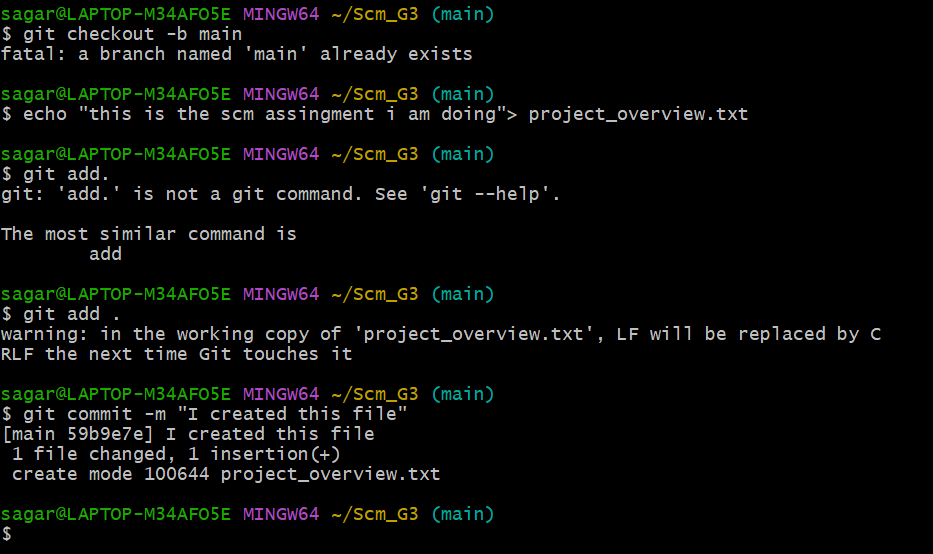 sagar@LAPTOP-M34AFO5E MINGW64 ~/Scm_G3 (main)
$ git checkout -b main
fatal: a branch named 'main' already exists
sagar@LAPTOP-M34AFO5E MINGW64 ~/Scm_G3 (main)
$ echo "this is the scm assingment i am doing"> project_overview.txt
sagar@LAPTOP-M34AFO5E MINGW64 ~/Scm_G3 (main)
$ git add.
git: 'add.' is not a git command. See 'git --help'.
The most similar command is
add
sagar@LAPTOP-M34AFO5E MINGW64 ~/Scm_G3 (main)
$ git add .
warning: in the working copy of 'project_overview.txt', LF will be replaced by C
RLF the next time Git touches it
sagar@LAPTOP-M34AFO5E MINGW64 ~/Scm_G3 (main)
$ git commit -m "I created this file"
[main 59b9e7e] I created this file
1 file changed, 1 insertion(+)
create mode 100644 project_overview.txt
sagar@LAPTOP-M34AFO5E MINGW64 ~/Scm_G3 (main)
$